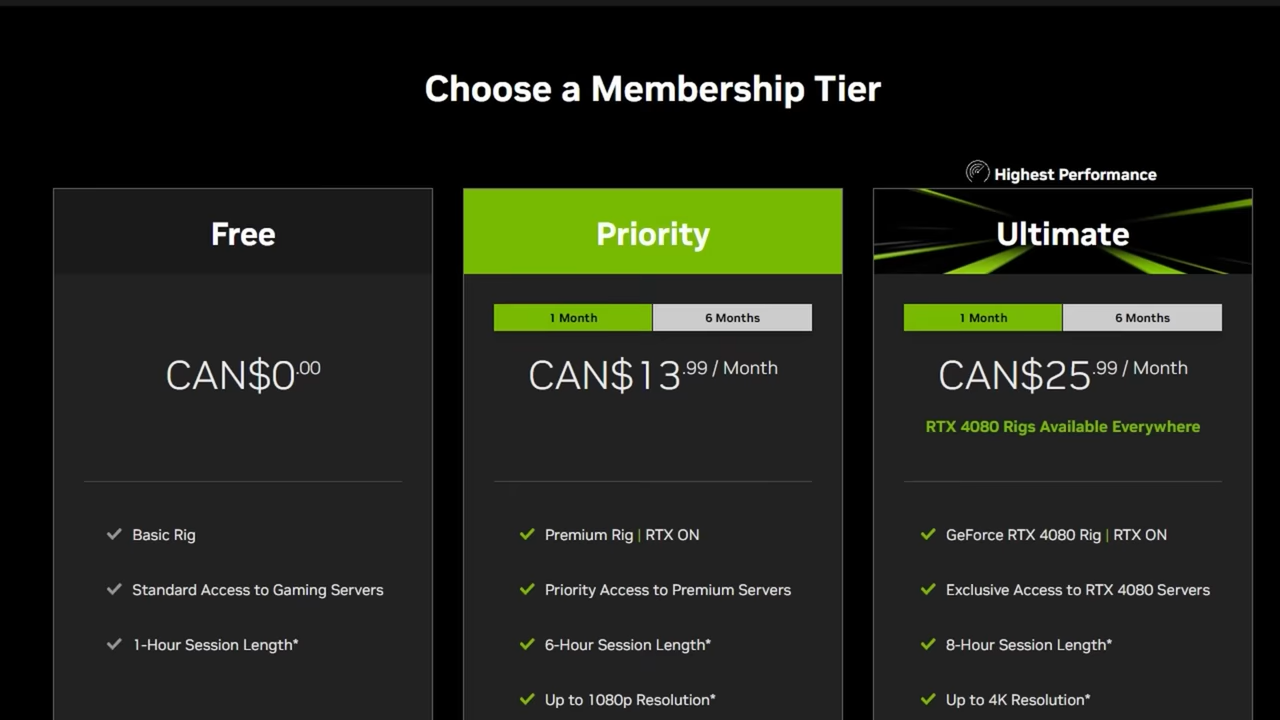 Choose a Membership Tier
Highest Performance
Free
Priority
Ultimate
1 Month
6 Months
1 Month
6 Months
CAN$0.00
CAN$13.99 / Month
CAN$25.99 / Month
RTX 4080 Rigs Available Everywhere
Basic Rig
Standard Access to Gaming Servers
1-Hour Session Length*
Premium Rig | RTX ON
Priority Access to Premium Servers
6-Hour Session Length*
Up to 1080p Resolution*
GeForce RTX 4080 Rig | RTX ON
Exclusive Access to RTX 4080 Servers
8-Hour Session Length*
Up to 4K Resolution*